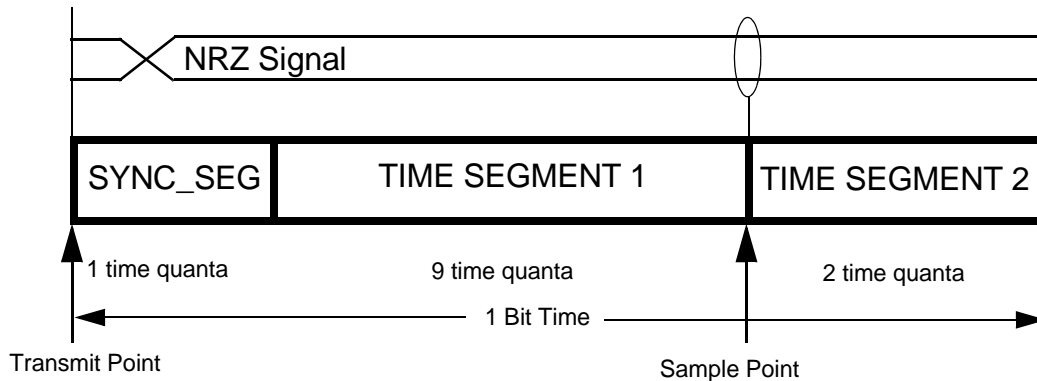 NRZ Signal
SYNC_SEG TIME SEGMENT 1 TIME SEGMENT 2
1 time quanta 9 time quanta 2 time quanta
1 Bit Time
Transmit Point Sample Point